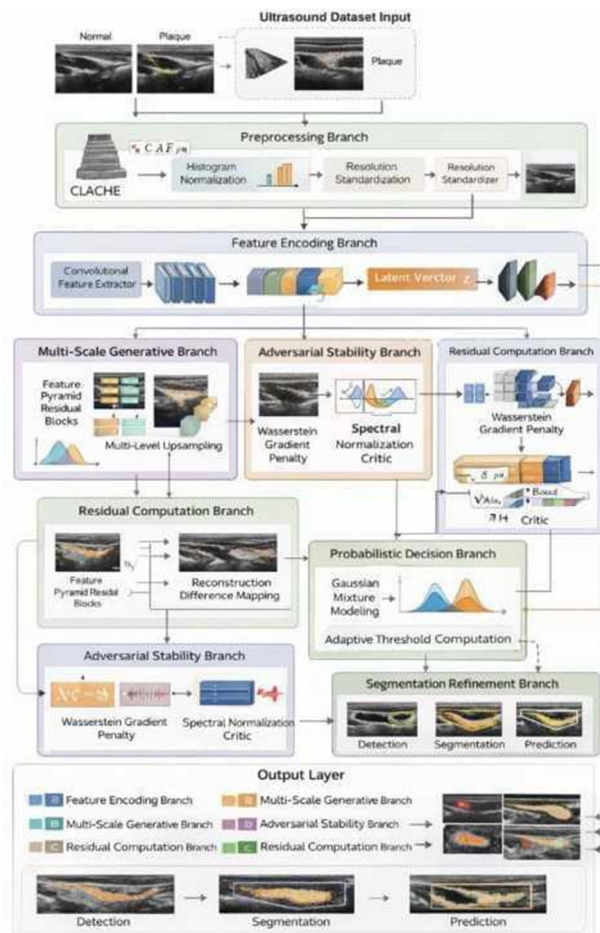 Ultrasound Dataset Input
Normal
Plaque
Plaque
Preprocessing Branch
CLACHE
Histogram
Normalization
Resolution
Standardization
Resolution
Standardizer
Feature Encoding Branch
Convolutional
Feature Extractor
Latent Verctor z
Multi-Scale Generative Branch
Feature
Pyramid
Residual
Blocks
Multi-Level Upsampling
Adversarial Stability Branch
Wasserstein
Gradient
Penalty
Spectral
Normalization
Critic
Residual Computation Branch
Wasserstein
Gradient Penalty
Critic
Residual Computation Branch
Feature
Pyramid Residal
Blocks
Reconstruction
Difference Mapping
Probabilistic Decision Branch
Gaussian
Mixture
Modeling
Adaptive Threshold Computation
Adversarial Stability Branch
Wasserstein Gradient
Penalty
Spectral Normalization
Critic
Segmentation Refinement Branch
Detection
Segmentation
Prediction
Output Layer
Feature Encoding Branch
Multi-Scale Generative Branch
Multi-Scale Generative Branch
Adversarial Stability Branch
Residual Computation Branch
Residual Computation Branch
Detection
Segmentation
Prediction